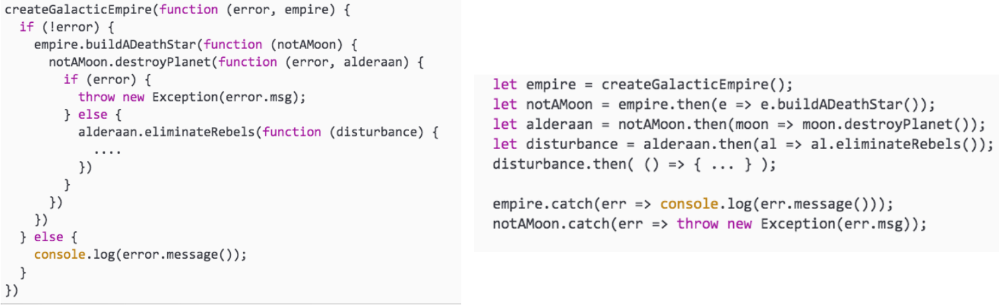 createGalacticEmpire(function (error, empire) {
  if (!error) {
    empire.buildADeathStar(function (notAMoon) {
      notAMoon.destroyPlanet(function (error, alderaan) {
        if (error) {
          throw new Exception(error.msg);
        } else {
          alderaan.eliminateRebels(function (disturbance) {
            ....
          })
        }
      })
    })
  } else {
    console.log(error.message());
  }
})
let empire = createGalacticEmpire();
let notAMoon = empire.then(e => e.buildADeathStar());
let alderaan = notAMoon.then(moon => moon.destroyPlanet());
let disturbance = alderaan.then(al => al.eliminateRebels());
disturbance.then( () => { ... } );

empire.catch(err => console.log(err.message()));
notAMoon.catch(err => throw new Exception(err.msg));